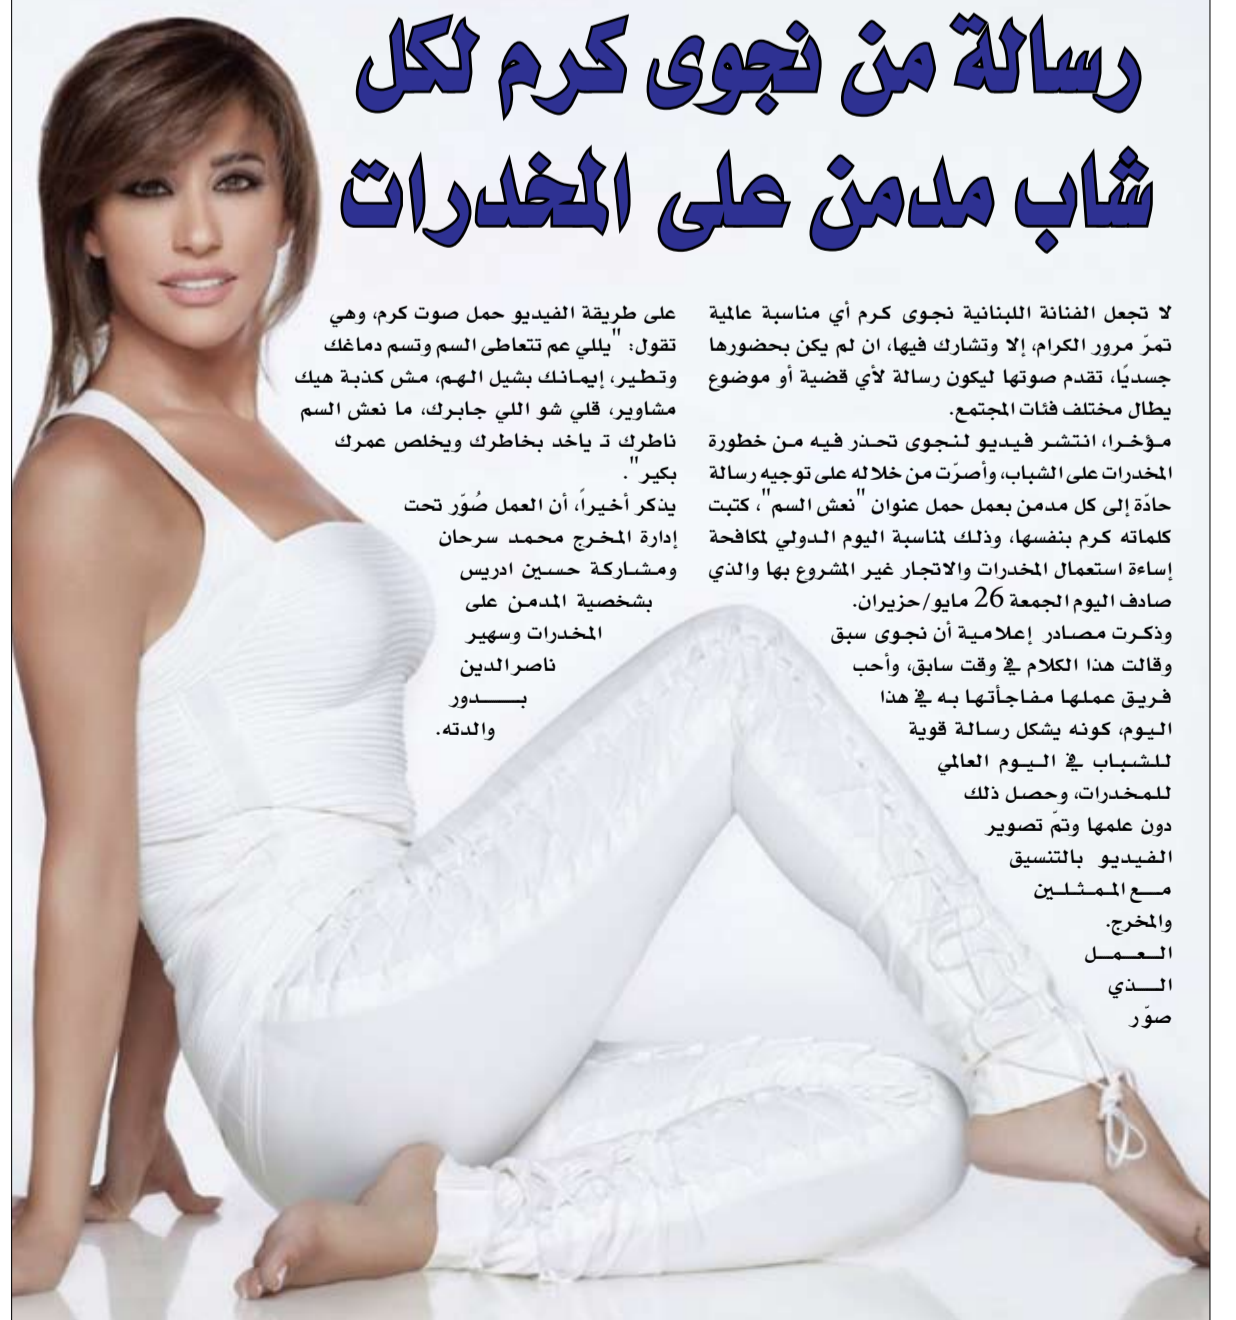 رسالة من نجوى كرم لكل
شاب مدمن على المخدرات
لا تجعل الفنانة اللبنانية نجوى كرم أي مناسبة عالمية
تمرّ مرور الكرام، إلا وتشارك فيها، ان لم يكن بحضورها
جسديًا، تقدم صوتها ليكون رسالة لأي قضية أو موضوع
يطال مختلف فئات المجتمع.
مؤخرا، انتشر فيديو لنجوى تحذر فيه من خطورة
المخدرات على الشباب، وأصرّت من خلاله على توجيه رسالة
حادّة إلى كل مدمن بعمل حمل عنوان "نعش السم"، كتبت
كلماته كرم بنفسها، وذلك لمناسبة اليوم الدولي لمكافحة
إساءة استعمال المخدرات والاتجار غير المشروع بها والذي
صادف اليوم الجمعة 26 مايو/حزيران.
وذكرت مصادر إعلامية أن نجوى سبق
وقالت هذا الكلام في وقت سابق، وأحب
فريق عملها مفاجأتها به في هذا
اليوم، كونه يشكل رسالة قوية
للشباب في اليوم العالمي
للمخدرات، وحصل ذلك
دون علمها وتمّ تصوير
الفيديو بالتنسيق
مع الممثلين
والمخرج.
العمل
الذي
صوّر
على طريقة الفيديو حمل صوت كرم، وهي
تقول: "يللي عم تتعاطى السم وتسم دماغك
وتطير، إيمانك بشيل الهم، مش كذبة هيك
مشاوير، قلي شو اللي جابرك، ما نعش السم
ناطرك تـ ياخد بخاطرك ويخلص عمرك
بكير".
يذكر أخيراً، أن العمل صُوّر تحت
إدارة المخرج محمد سرحان
ومشاركة حسين ادريس
بشخصية المدمن على
المخدرات وسهير
ناصر الدين
بـــــدور
والدته.